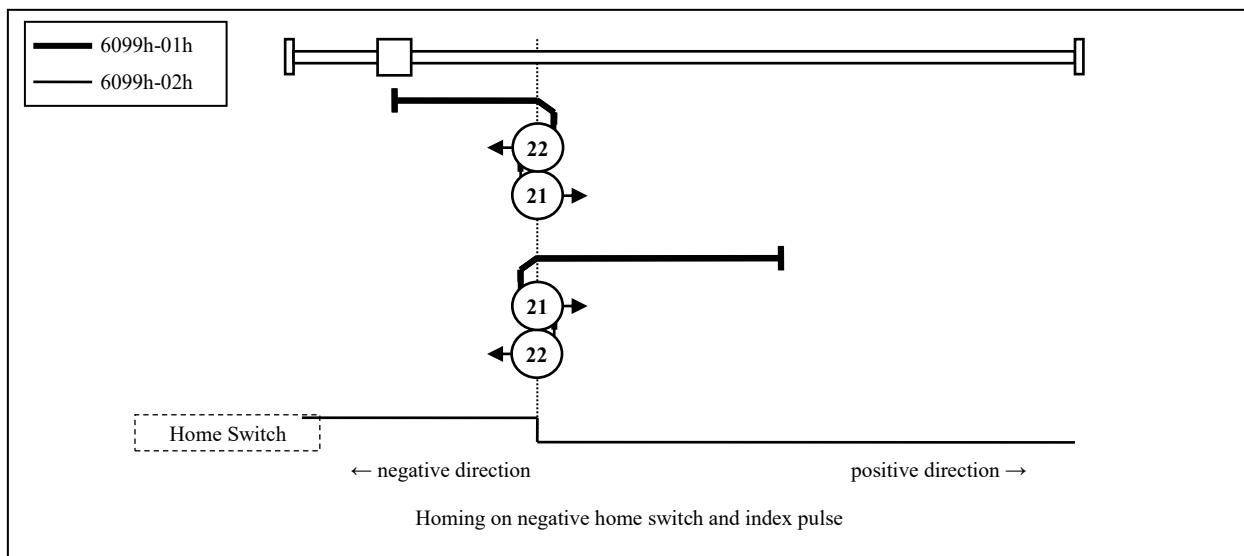 6099h-01h
6099h-02h
22
21
21
22
Home Switch
← negative direction
positive direction →
Homing on negative home switch and index pulse